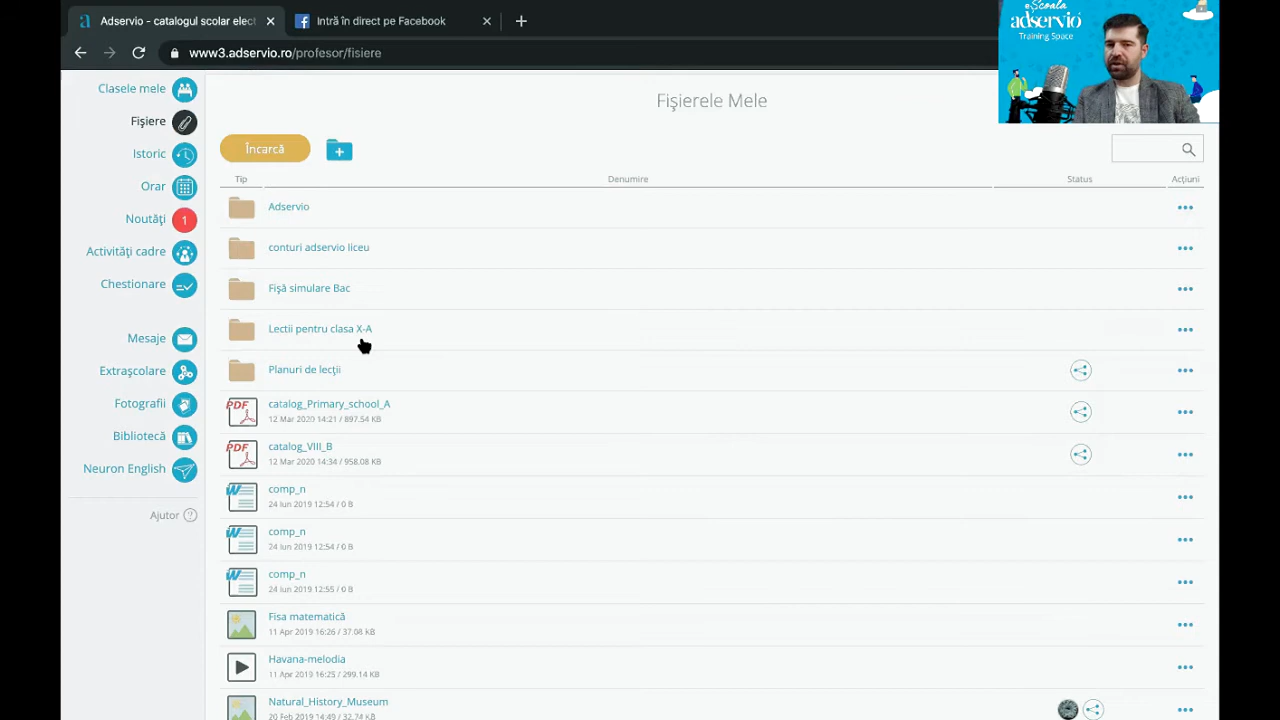 Adservio - catalogul scolar elect
Intră în direct pe Facebook
www3.adservio.ro/profesor/fisiere
eȘcoala
adservio
Training Space
Clasele mele
Fișiere
Istoric
Orar
Noutăți
1
Activități cadre
Chestionare
Mesaje
Extrașcolare
Fotografii
Bibliotecă
Neuron English
Ajutor ?
Fișierele Mele
Încarcă
Tip
Denumire
Status
Acțiuni
Adservio
conturi adservio liceu
Fișă simulare Bac
Lectii pentru clasa X-A
Planuri de lecții
PDF
catalog_Primary_school_A
12 Mar 2020 14:21 / 897.54 KB
PDF
catalog_VIII_B
12 Mar 2020 14:34 / 958.08 KB
W
comp_n
24 Iun 2019 12:54 / 0 B
W
comp_n
24 Iun 2019 12:54 / 0 B
W
comp_n
24 Iun 2019 12:55 / 0 B
Fisa matematică
11 Apr 2019 16:26 / 37.08 KB
Havana-melodia
11 Apr 2019 16:25 / 299.14 KB
Natural_History_Museum
20 Feb 2019 14:49 / 32.74 KB